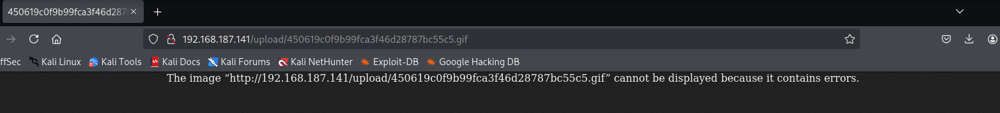 450619c0f9b99fca3f46d287
192.168.187.141/upload/450619c0f9b99fca3f46d28787bc55c5.gif
ffSec Kali Linux Kali Tools Kali Docs Kali Forums Kali NetHunter Exploit-DB Google Hacking DB
The image “http://192.168.187.141/upload/450619c0f9b99fca3f46d28787bc55c5.gif” cannot be displayed because it contains errors.